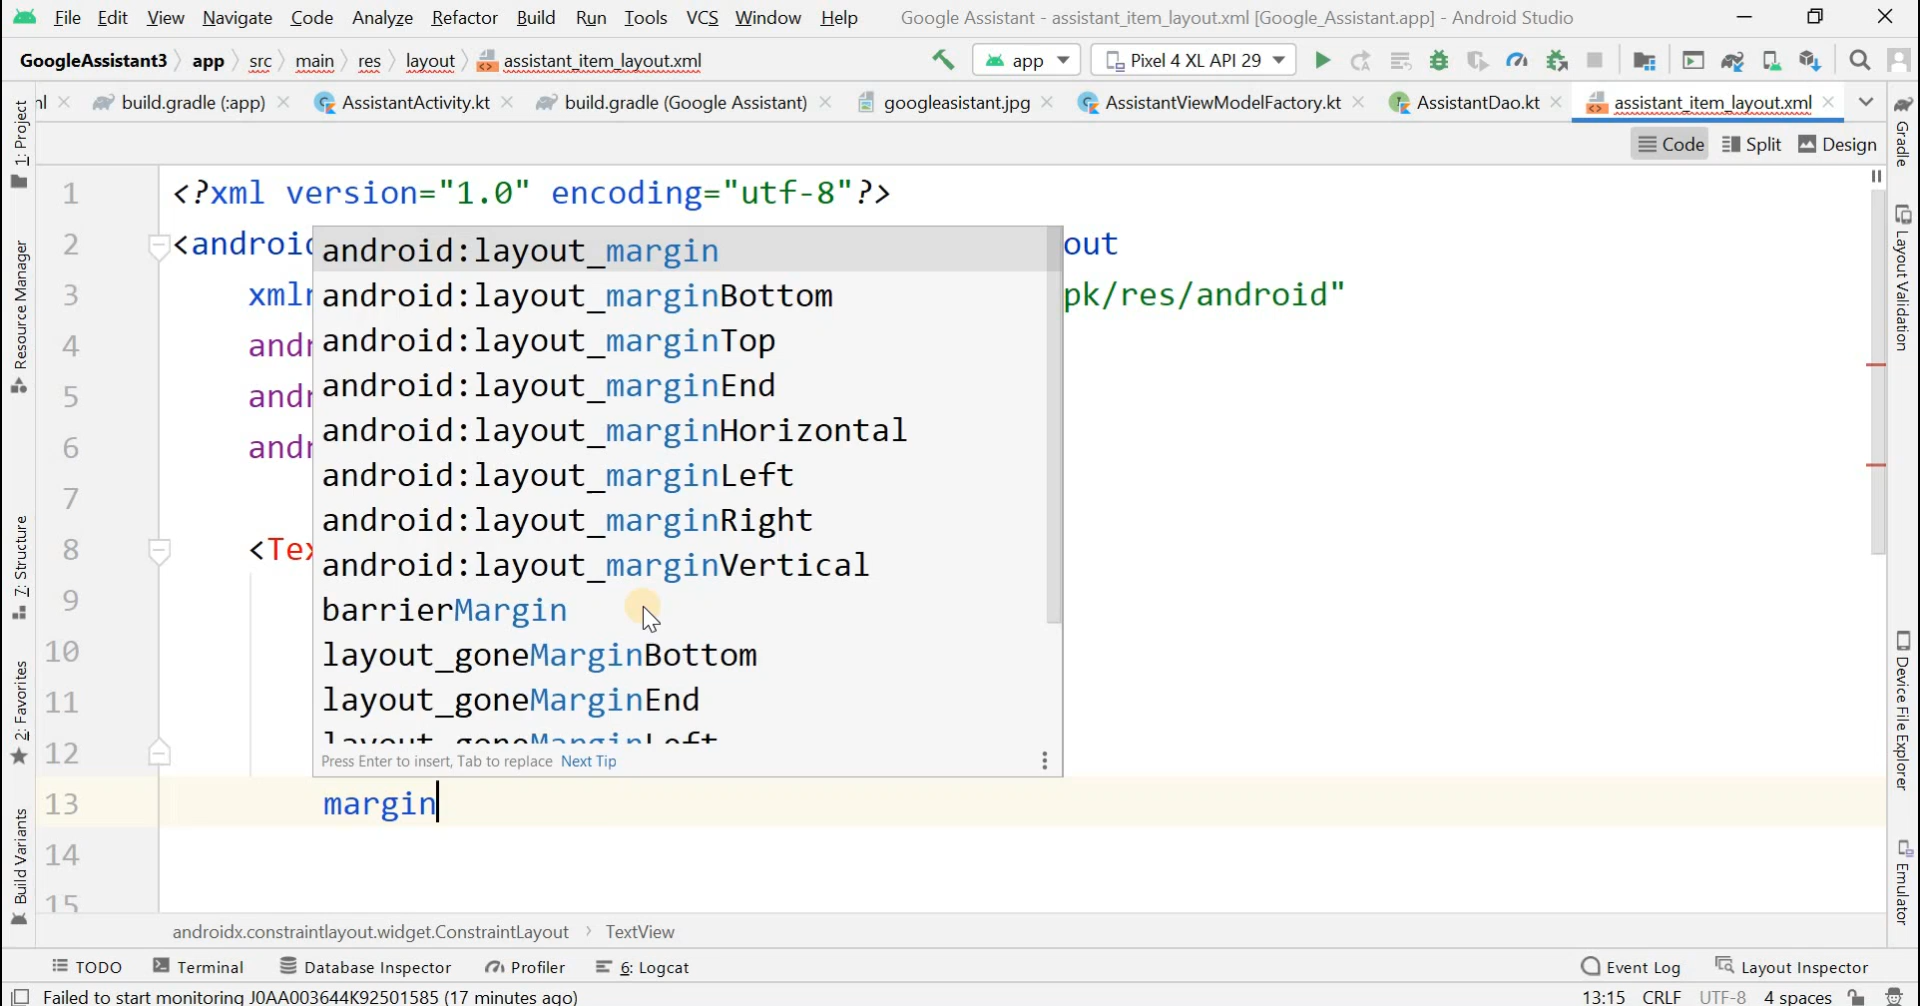 File Edit View Navigate Code Analyze Refactor Build Run Tools VCS Window Help Google Assistant - assistant_item_layout.xml [Google_Assistant.app] - Android Studio
GoogleAssistant3 app src main res layout assistant_item_layout.xml app Pixel 4 XL API 29
build.gradle (:app) AssistantActivity.kt build.gradle (Google Assistant) googleasistant.jpg AssistantViewModelFactory.kt AssistantDao.kt assistant_item_layout.xml
Code Split Design
1: Project
Resource Manager
7: Structure
2: Favorites
Build Variants
1 <?xml version="1.0" encoding="utf-8"?>
2 <android out
3 xmln pk/res/android"
4 andr
5 andr
6 andr
7
8 <Tex
9
10
11
12
13 margin
14
15
android:layout_margin
android:layout_marginBottom
android:layout_marginTop
android:layout_marginEnd
android:layout_marginHorizontal
android:layout_marginLeft
android:layout_marginRight
android:layout_marginVertical
barrierMargin
layout_goneMarginBottom
layout_goneMarginEnd
layout_goneMarginLeft
Press Enter to insert, Tab to replace Next Tip
Gradle
Layout Validation
Device File Explorer
Emulator
androidx.constraintlayout.widget.ConstraintLayout TextView
TODO Terminal Database Inspector Profiler 6: Logcat Event Log Layout Inspector
Failed to start monitoring J0AA003644K92501585 (17 minutes ago) 13:15 CRLF UTF-8 4 spaces